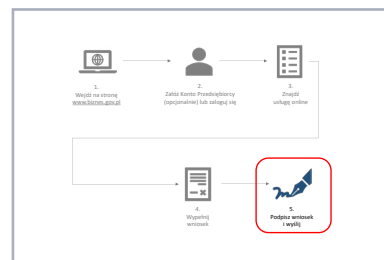 1.
Wejdź na stronę
www.biznes.gov.pl
2.
Załóż Konto Przedsiębiorcy
(opcjonalnie) lub zaloguj się
3.
Znajdź
usługę online
4.
Wypełnij
wniosek
5.
Podpisz wniosek
i wyślij